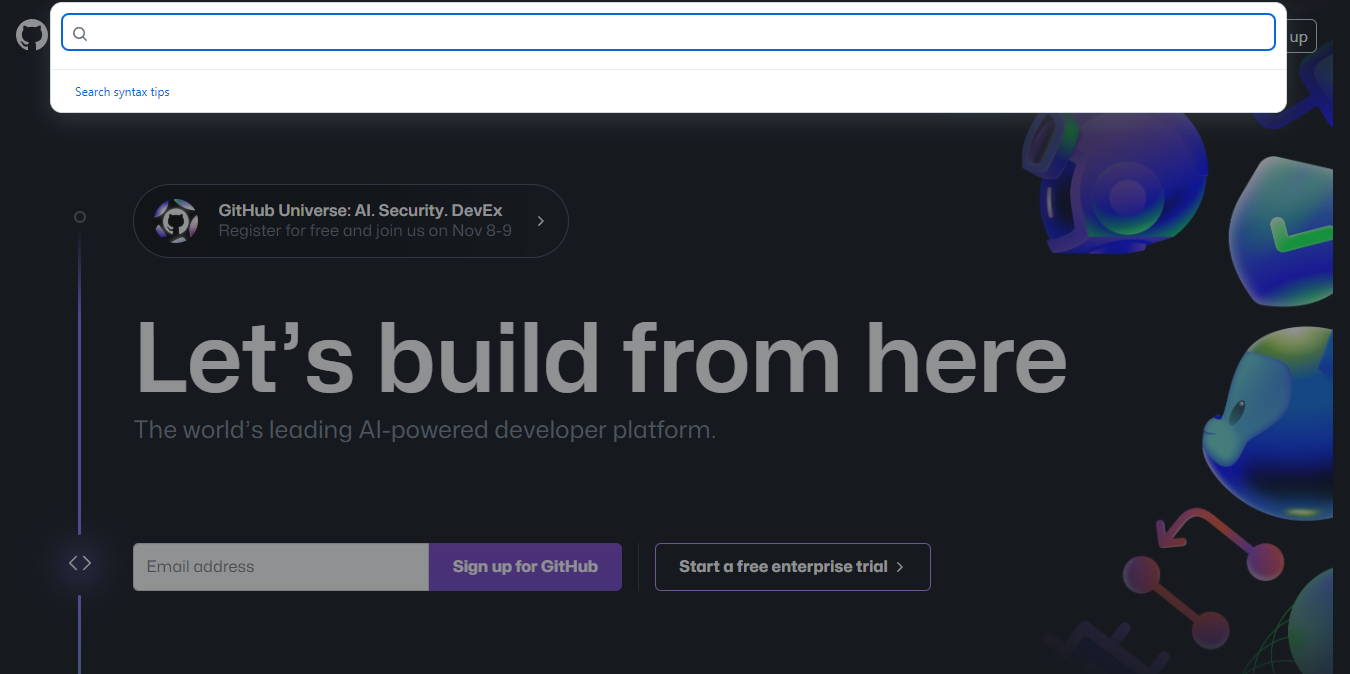 up
Search syntax tips
GitHub Universe: AI. Security. DevEx
Register for free and join us on Nov 8-9
Let’s build from here
The world’s leading AI-powered developer platform.
Email address
Sign up for GitHub
Start a free enterprise trial